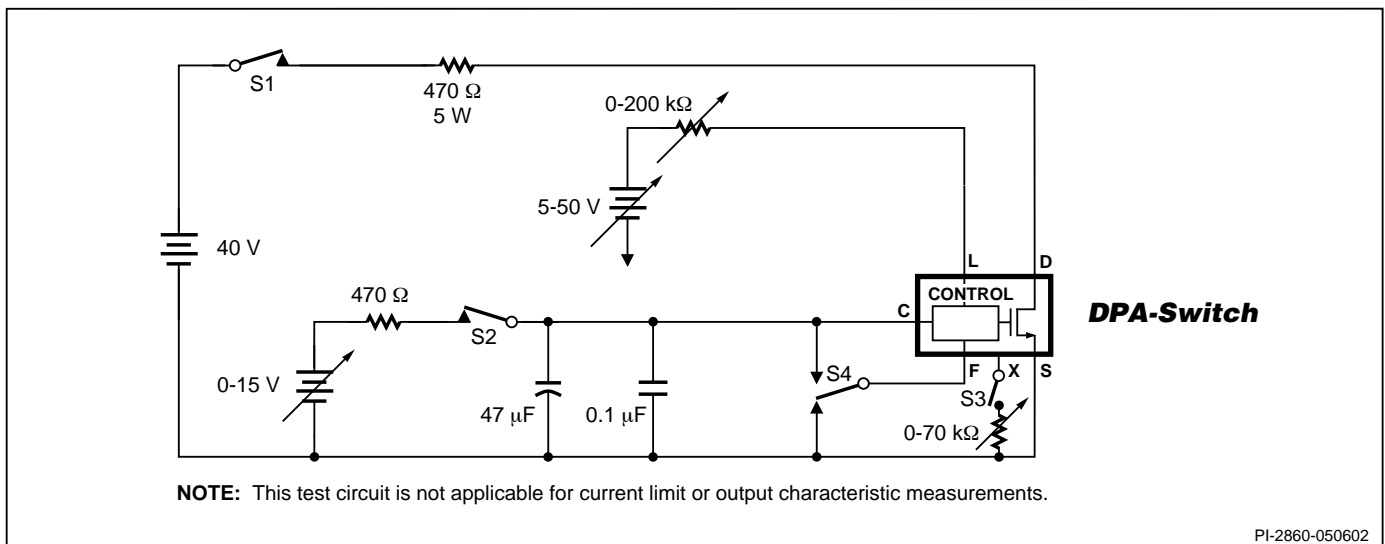 S1
470 Ω
5 W
0-200 kΩ
5-50 V
40 V
L
D
CONTROL
C
DPA-Switch
470 Ω
S2
F
X
S
S4
S3
0-15 V
47 μF
0.1 μF
0-70 kΩ
NOTE: This test circuit is not applicable for current limit or output characteristic measurements.
PI-2860-050602